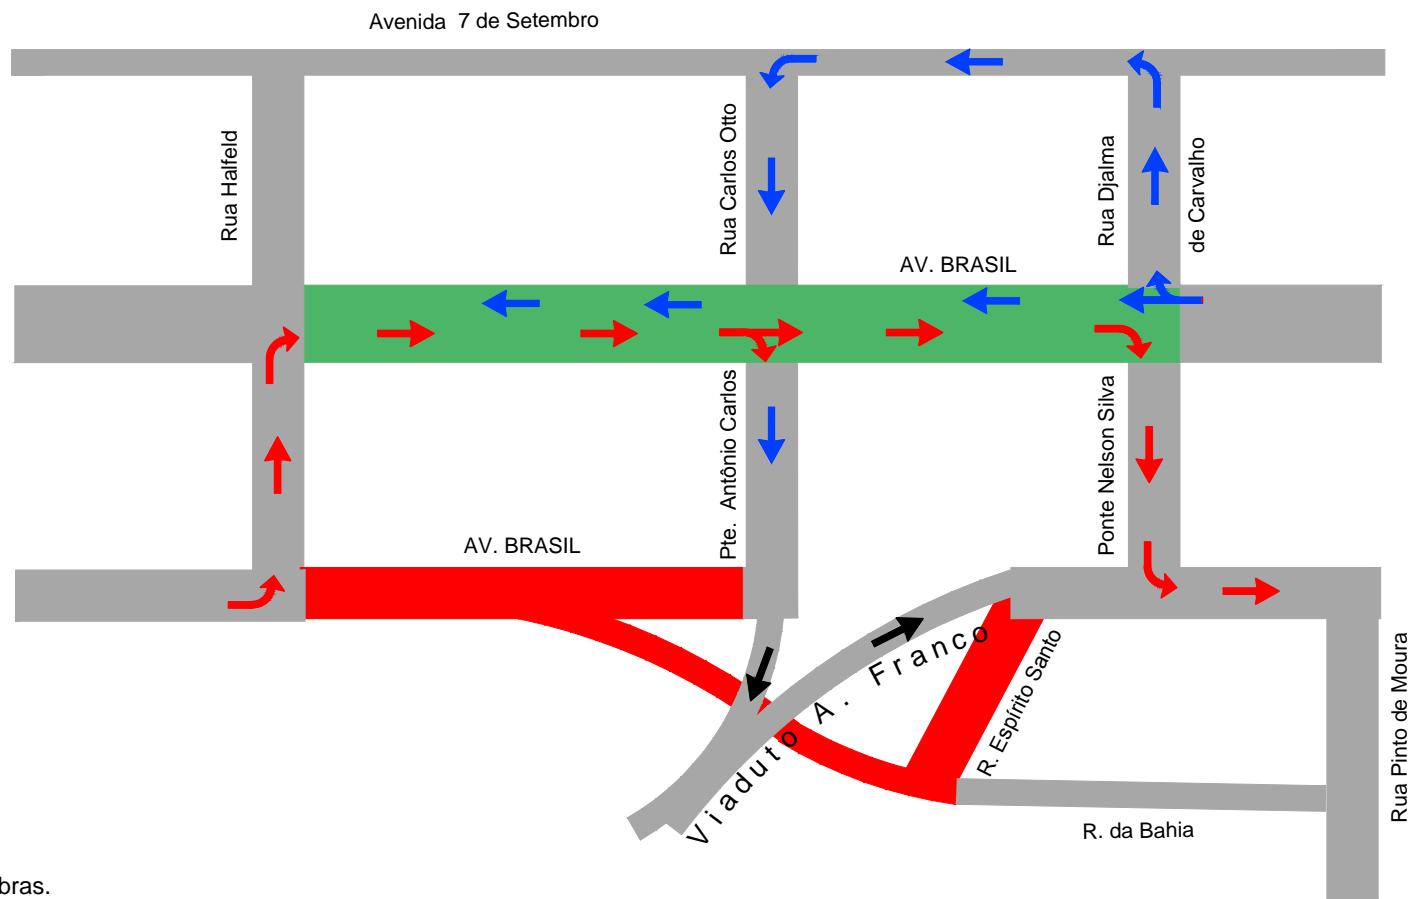 Avenida 7 de Setembro
Rua Halfeld
Rua Carlos Otto
Rua Djalma
de Carvalho
AV. BRASIL
Pte. Antônio Carlos
Ponte Nelson Silva
AV. BRASIL
Viaduto A. Franco
R. Espírito Santo
Rua Pinto de Moura
R. da Bahia
bras.